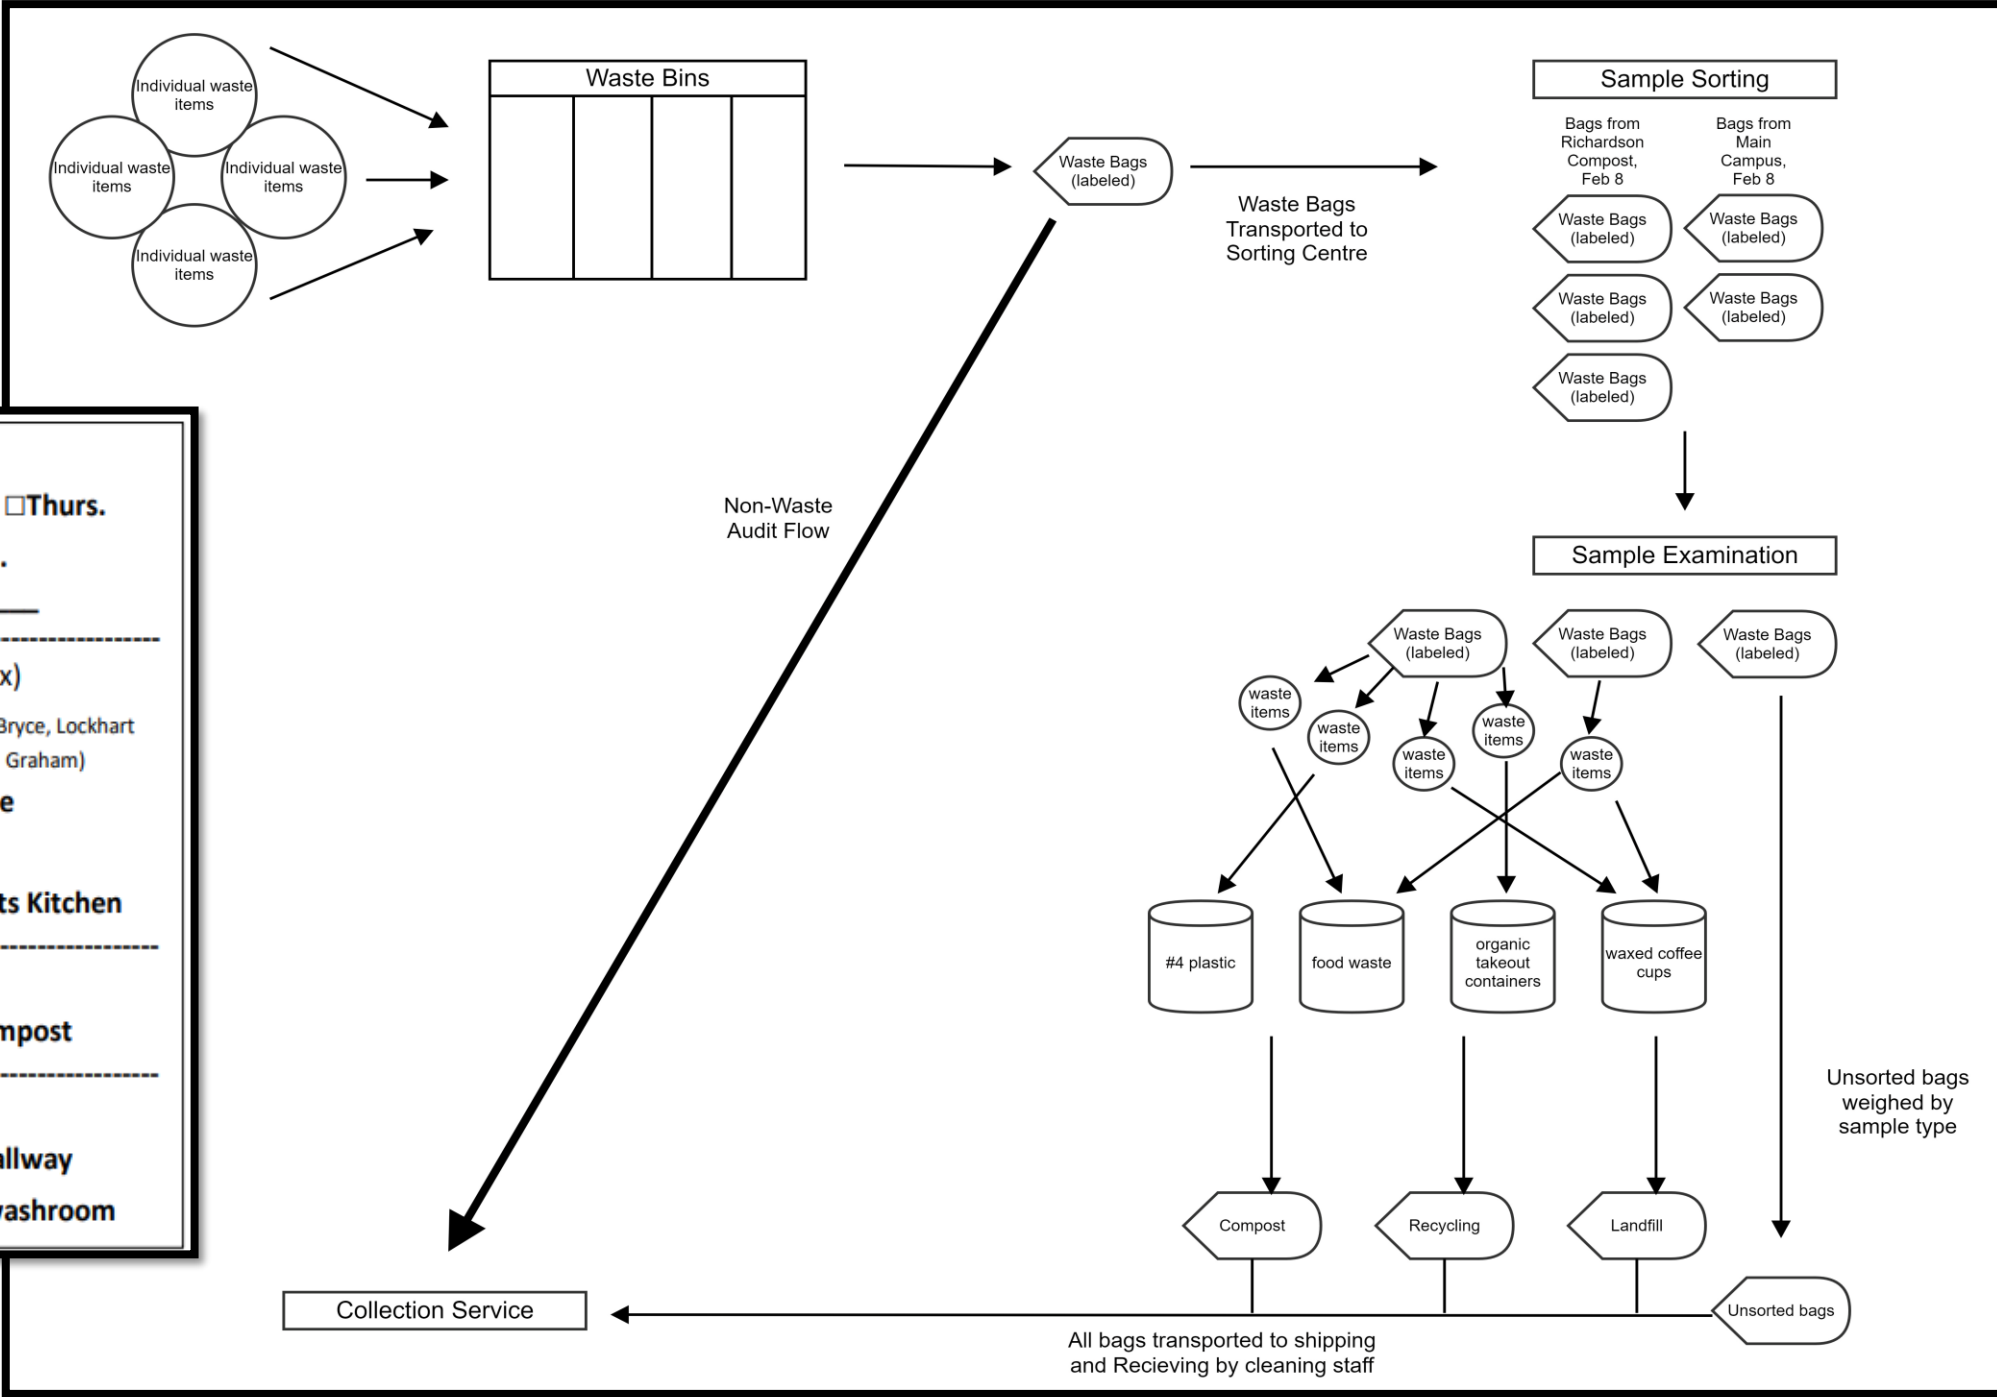 Individual waste
items
Individual waste
items
Individual waste
items
Individual waste
items
Waste Bins
Waste Bags
(labeled)
Waste Bags
Transported to
Sorting Centre
Sample Sorting
Bags from
Richardson
Compost,
Feb 8
Bags from
Main
Campus,
Feb 8
Waste Bags
(labeled)
Waste Bags
(labeled)
Waste Bags
(labeled)
Waste Bags
(labeled)
Waste Bags
(labeled)
Non-Waste
Audit Flow
☐Thurs.
Bryce, Lockhart
Graham)
Kitchen
Sample Examination
Waste Bags
(labeled)
Waste Bags
(labeled)
Waste Bags
(labeled)
waste
items
waste
items
waste
items
waste
items
waste
items
#4 plastic
food waste
organic
takeout
containers
waxed coffee
cups
Unsorted bags
weighed by
sample type
Compost
Recycling
Landfill
Unsorted bags
Collection Service
All bags transported to shipping
and Recieving by cleaning staff